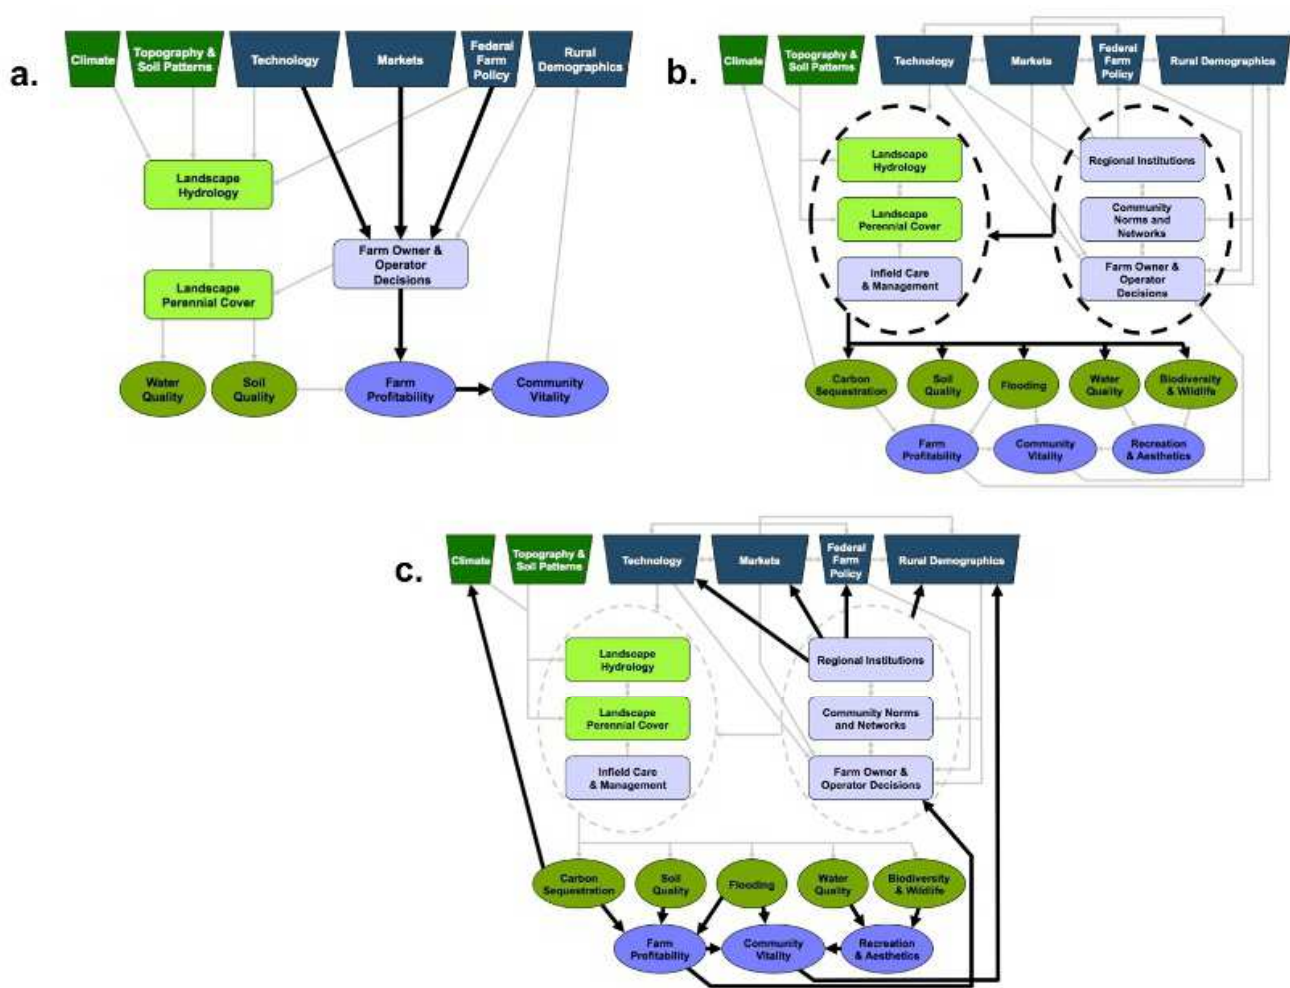 a.
Climate
Topography &
Soil Patterns
Technology
Markets
Federal
Farm
Policy
Rural
Demographics
Landscape
Hydrology
Farm Owner &
Operator
Decisions
Landscape
Perennial Cover
Water
Quality
Soil
Quality
Farm
Profitability
Community
Vitality
b.
Climate
Topography &
Soil Patterns
Technology
Markets
Federal
Farm
Policy
Rural Demographics
Landscape
Hydrology
Landscape
Perennial Cover
Infield Care
& Management
Regional Institutions
Community
Norms and
Networks
Farm Owner &
Operator
Decisions
Carbon
Sequestration
Soil
Quality
Flooding
Water
Quality
Biodiversity
& Wildlife
Farm
Profitability
Community
Vitality
Recreation
& Aesthetics
c.
Climate
Topography &
Soil Patterns
Technology
Markets
Federal
Farm
Policy
Rural Demographics
Landscape
Hydrology
Landscape
Perennial Cover
Infield Care
& Management
Regional Institutions
Community Norms
and Networks
Farm Owner &
Operator Decisions
Carbon
Sequestration
Soil
Quality
Flooding
Water
Quality
Biodiversity
& Wildlife
Farm
Profitability
Community
Vitality
Recreation
& Aesthetics